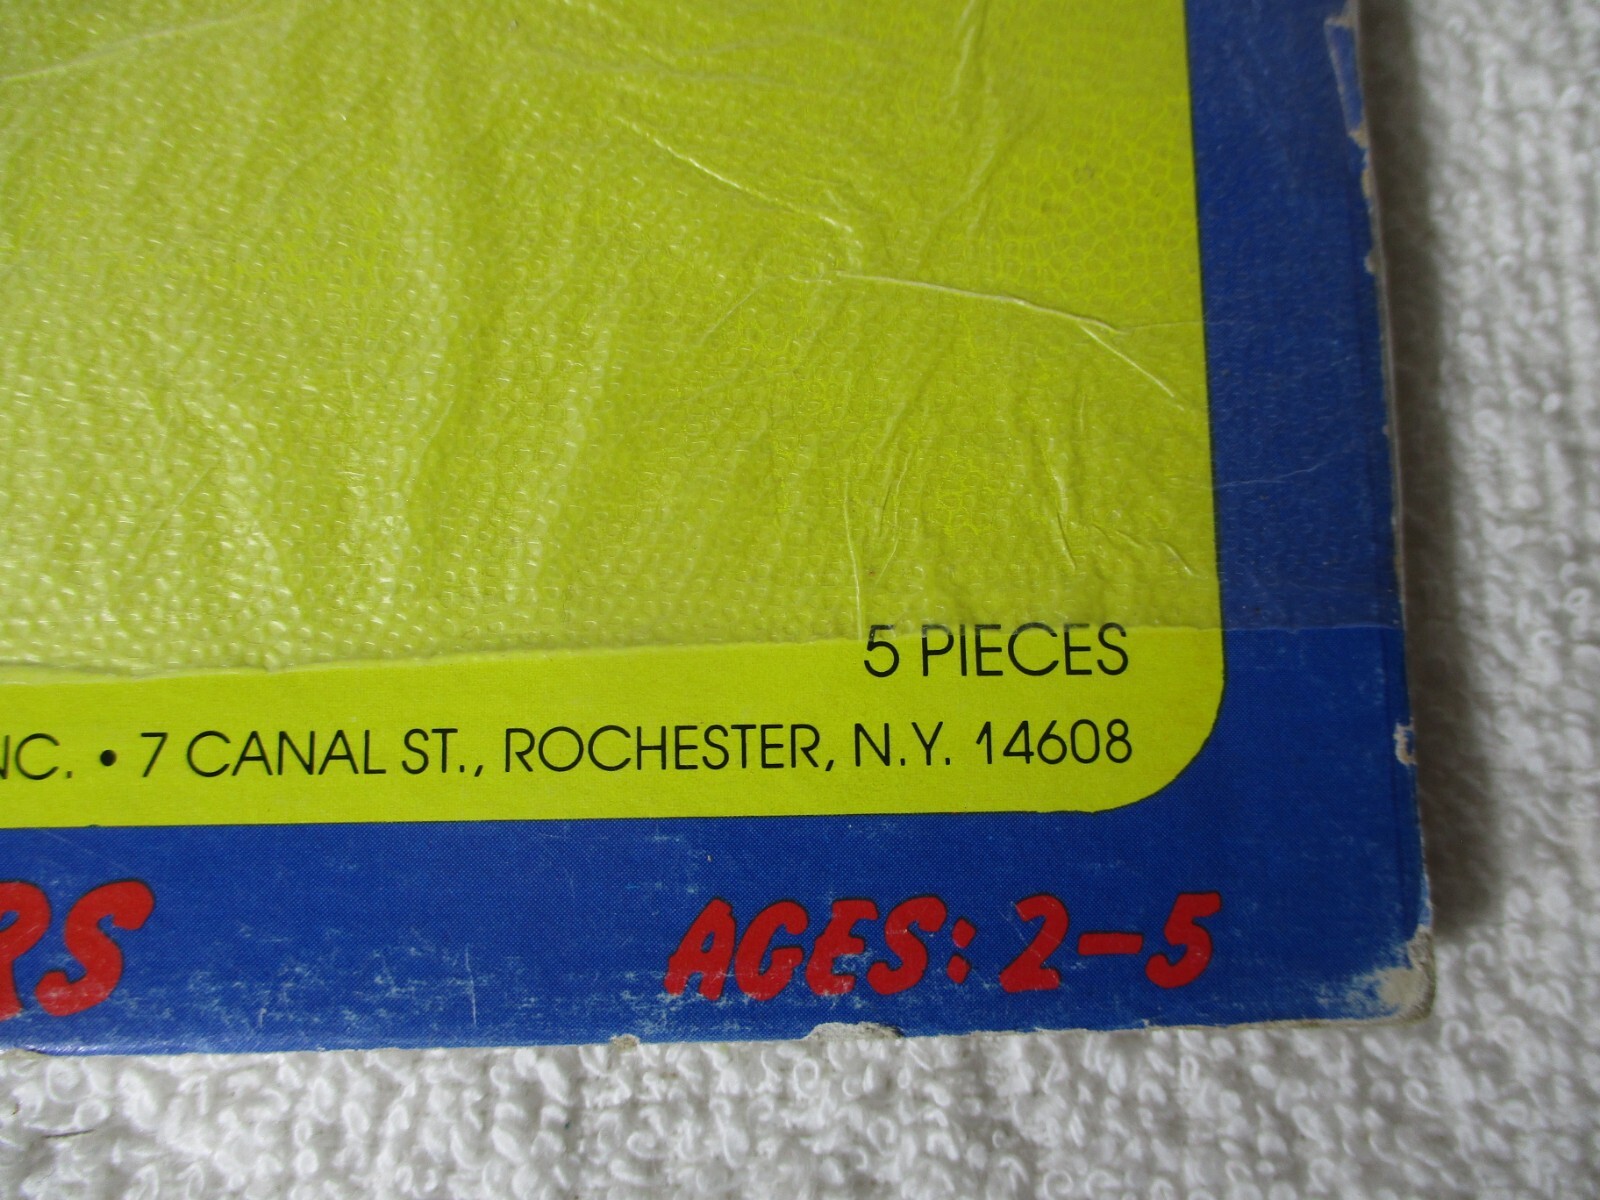 5 PIECES
NC. • 7 CANAL ST., ROCHESTER, N.Y. 14608
RS AGES: 2-5